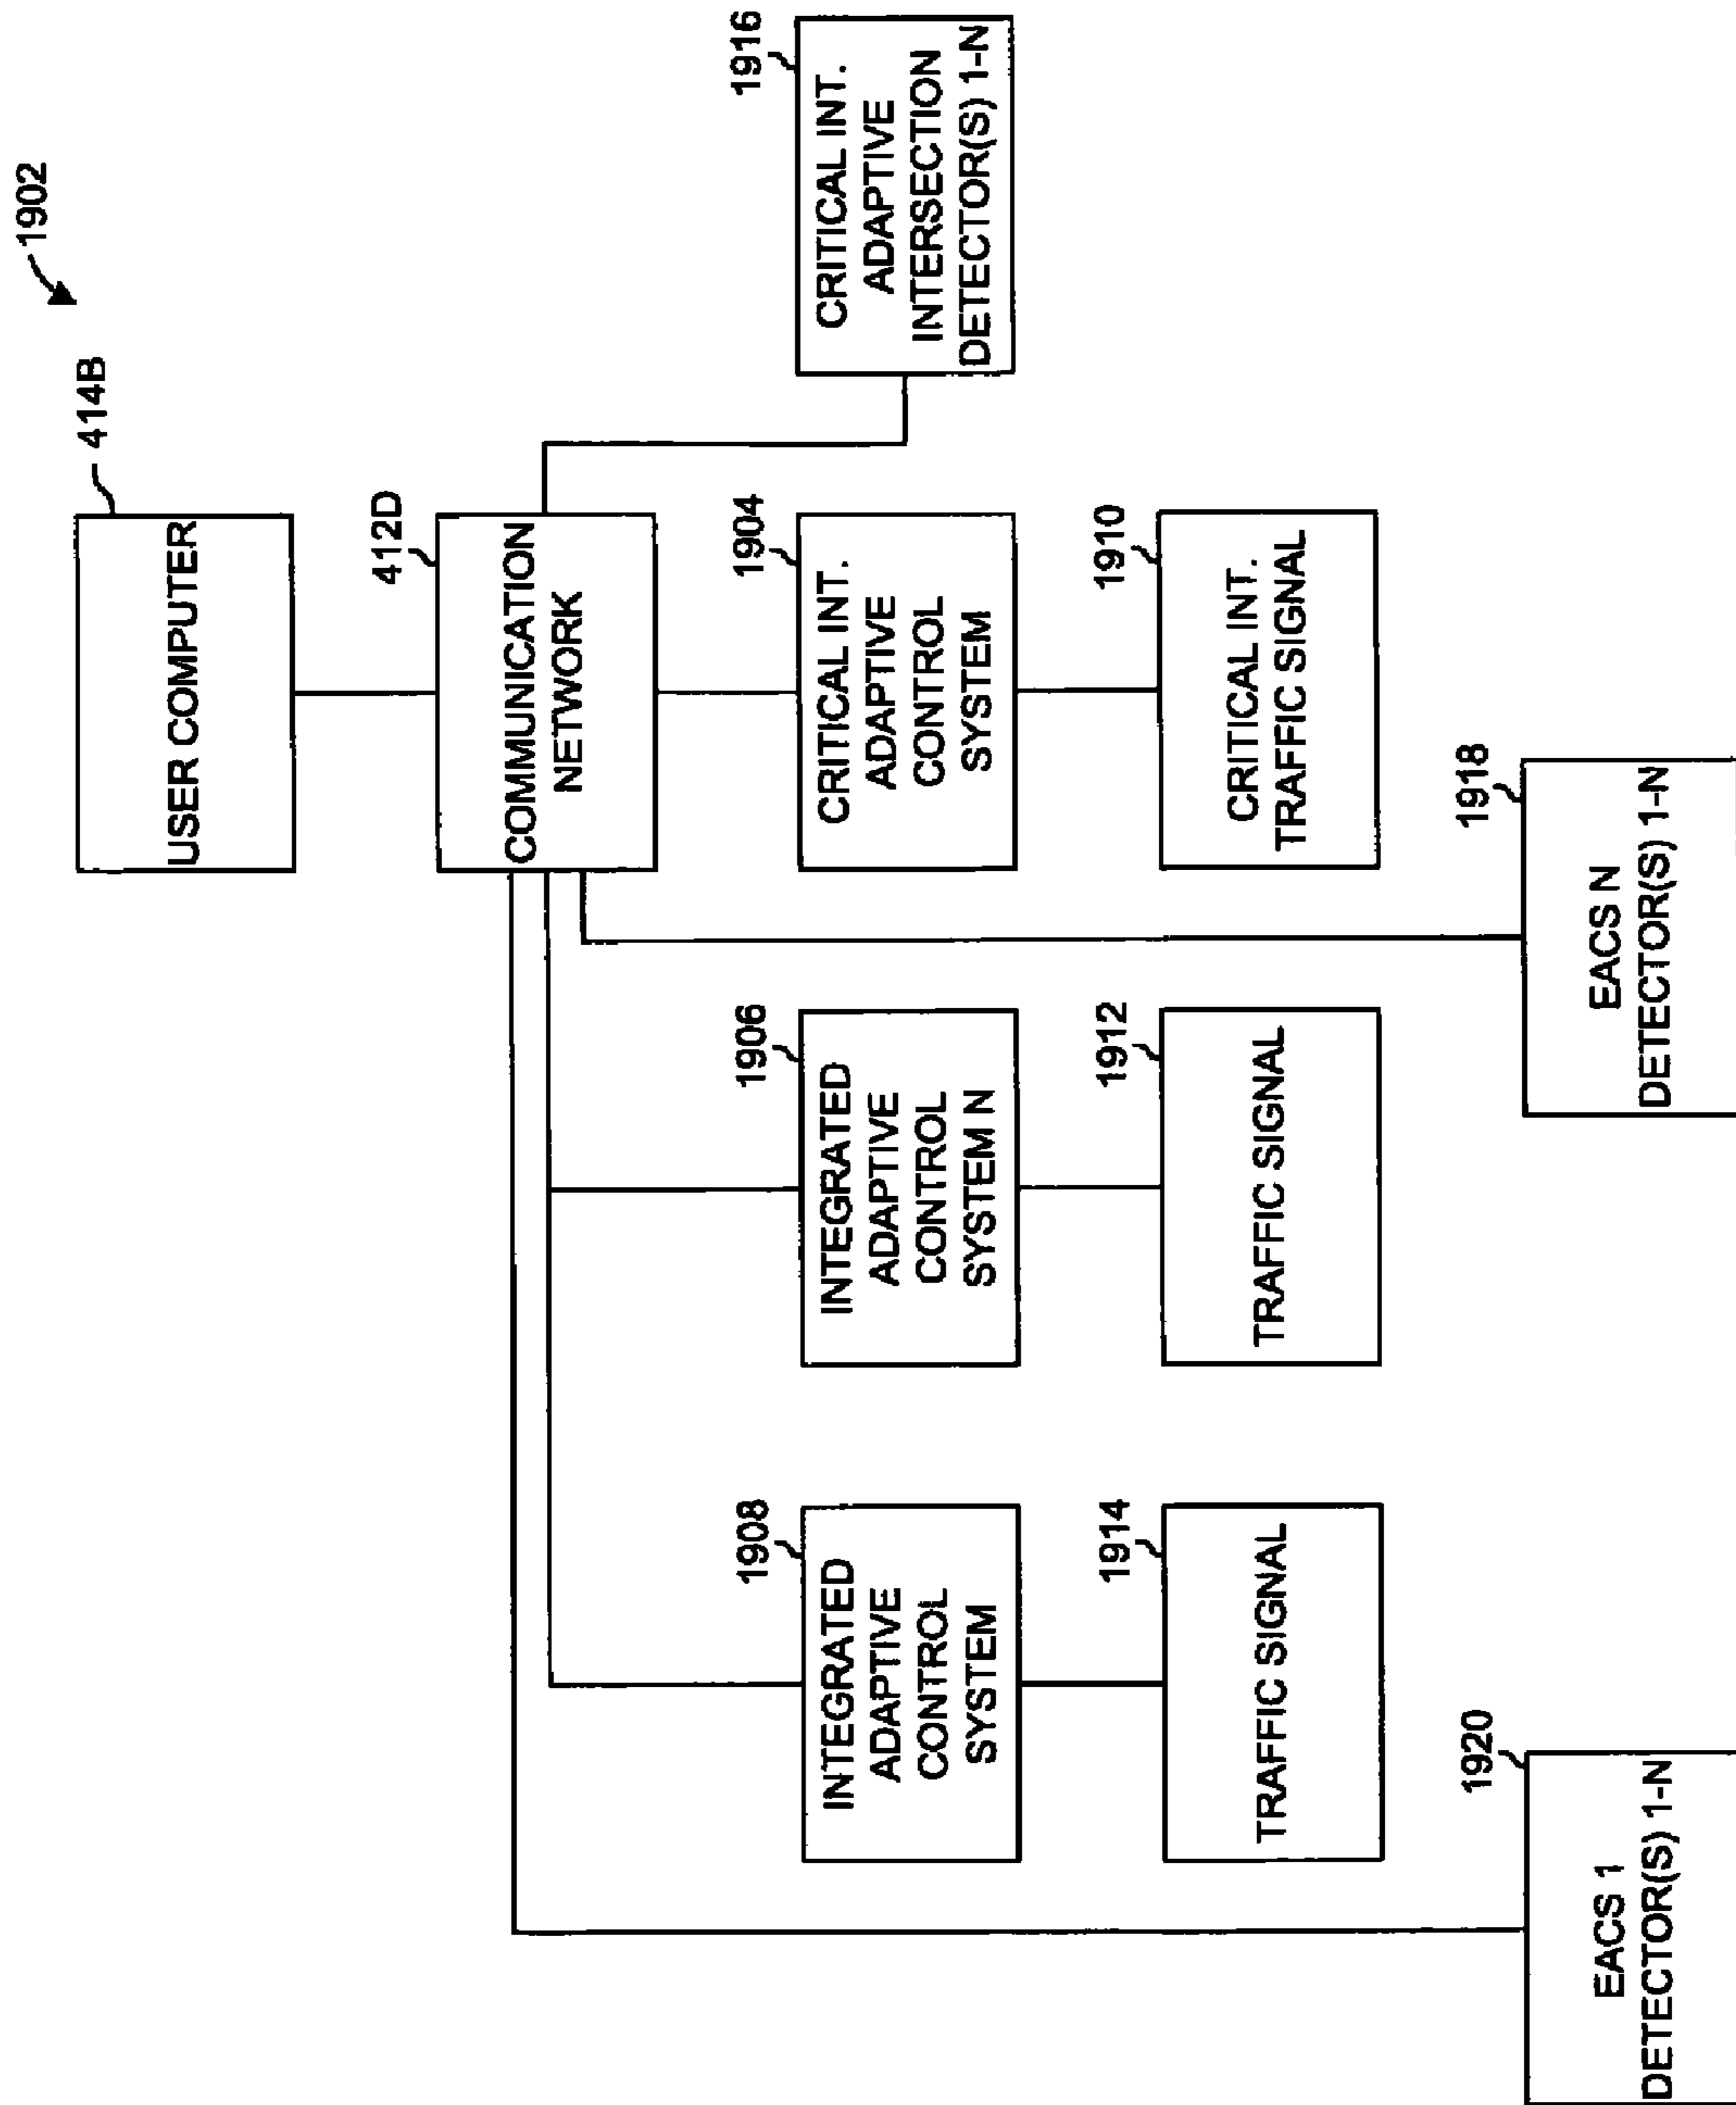 1902
414B
USER COMPUTER
412D
COMMUNICATION
NETWORK
1916
CRITICAL INT.
ADAPTIVE
INTERSECTION
DETECTOR(S) 1-N
1908
INTEGRATED
ADAPTIVE
CONTROL
SYSTEM
1906
INTEGRATED
ADAPTIVE
CONTROL
SYSTEM N
1904
CRITICAL INT.
ADAPTIVE
CONTROL
SYSTEM
1914
TRAFFIC SIGNAL
1912
TRAFFIC SIGNAL
1910
CRITICAL INT.
TRAFFIC SIGNAL
1920
EACS 1
DETECTOR(S) 1-N
1918
EACS N
DETECTOR(S) 1-N